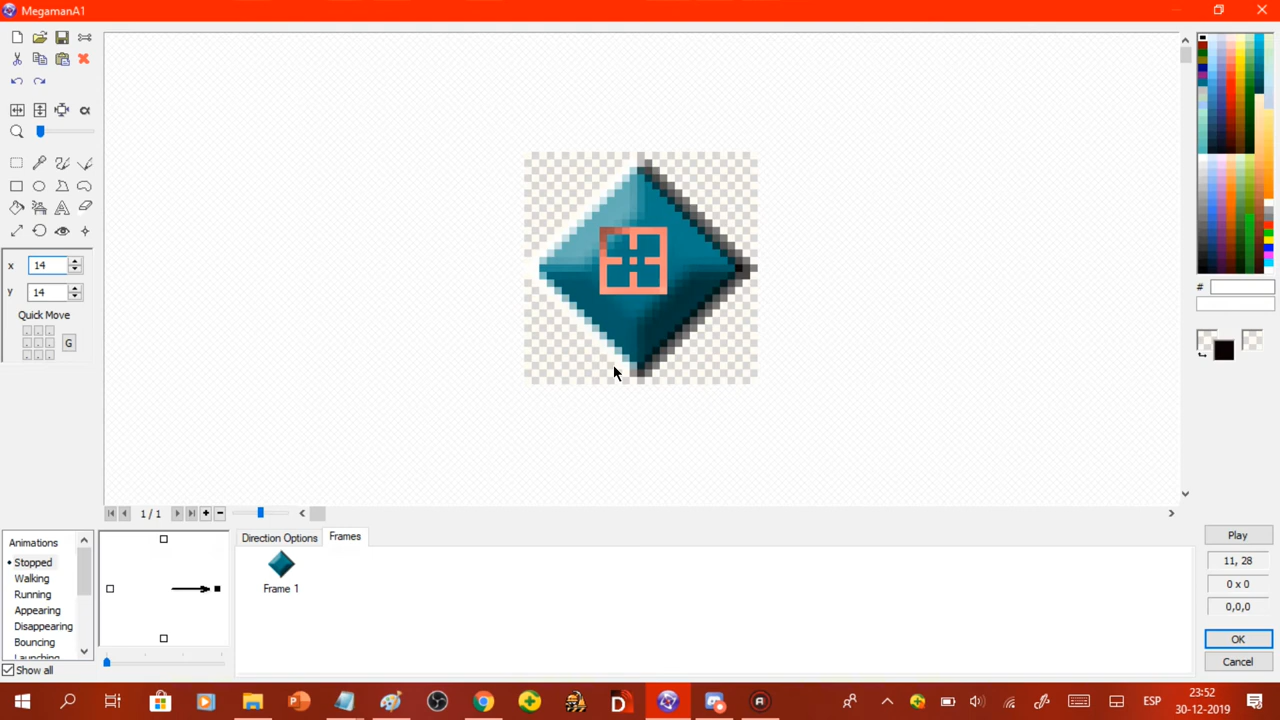 MegamanA1
x 14
y 14
Quick Move
G
#
1 / 1
Animations
Stopped
Walking
Running
Appearing
Disappearing
Bouncing
Show all
Direction Options
Frames
Frame 1
Play
11, 28
0 x 0
0,0,0
OK
Cancel
ESP
23:52
30-12-2019